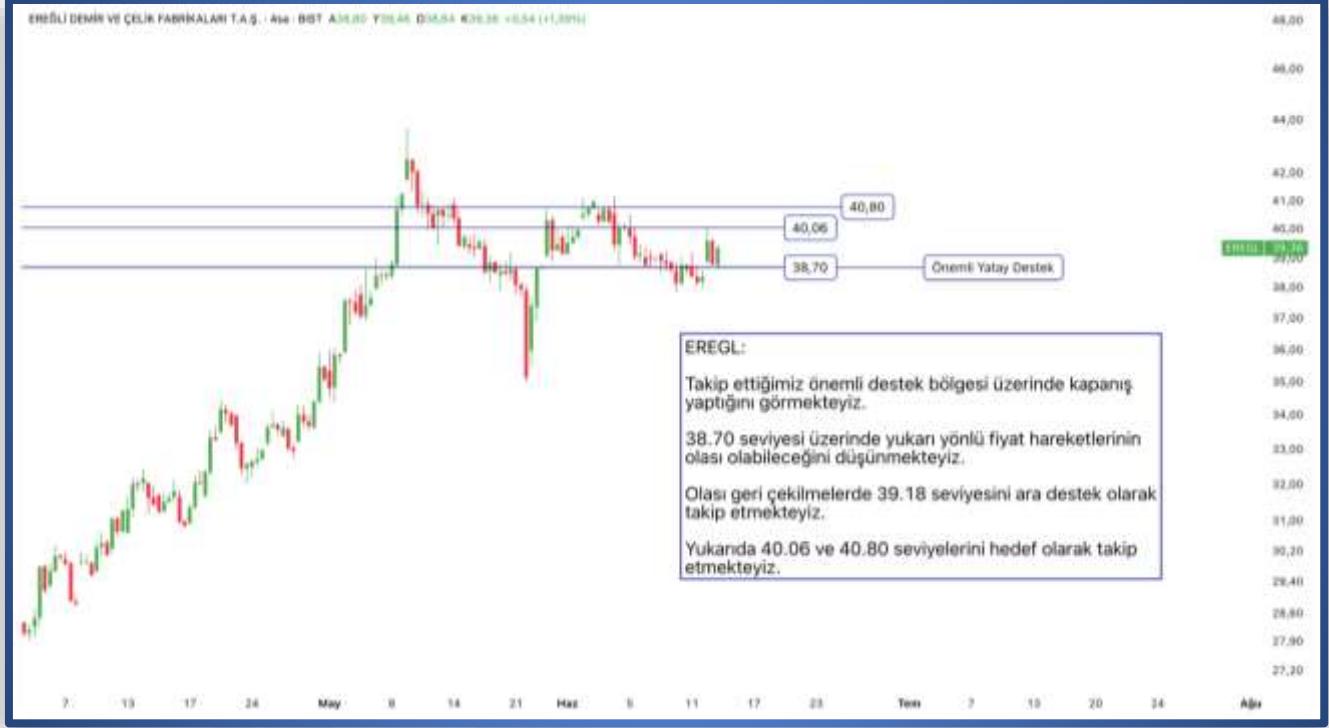 EREĞLİ DEMİR VE ÇELİK FABRİKALARI T.A.Ş. · 4sa · BIST
48,00
46,00
44,00
42,00
41,00
40,00
39,00
38,00
37,00
36,00
35,00
34,00
33,00
32,00
31,00
30,20
29,40
28,60
27,90
27,20
40,80
40,06
38,70
Önemli Yatay Destek
EREGL
EREGL:
Takip ettiğimiz önemli destek bölgesi üzerinde kapanış
yaptığını görmekteyiz.
38.70 seviyesi üzerinde yukarı yönlü fiyat hareketlerinin
olası olabileceğini düşünmekteyiz.
Olası geri çekilmelerde 39.18 seviyesini ara destek olarak
takip etmekteyiz.
Yukarıda 40.06 ve 40.80 seviyelerini hedef olarak takip
etmekteyiz.
7 13 17 24 May 8 14 21 Haz 5 11 17 23 Tem 7 13 20 24 Ağu